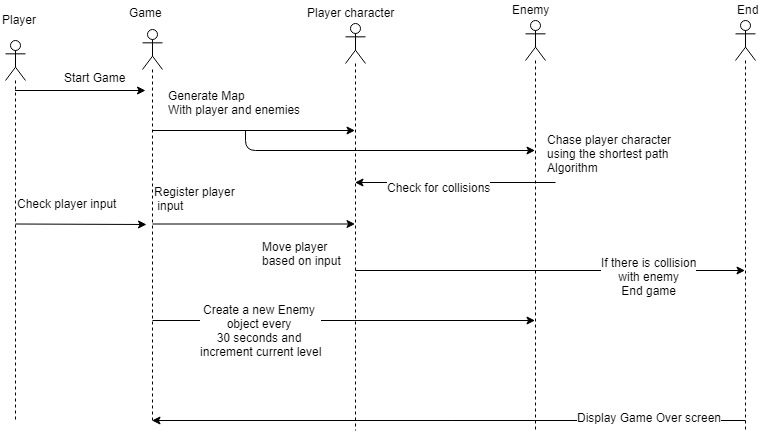 Player
Game
Player character
Enemy
End
Start Game
Generate Map
With player and enemies
Chase player character
using the shortest path
Algorithm
Check for collisions
Check player input
Register player
input
Move player
based on input
If there is collision
with enemy
End game
Create a new Enemy
object every
30 seconds and
increment current level
Display Game Over screen